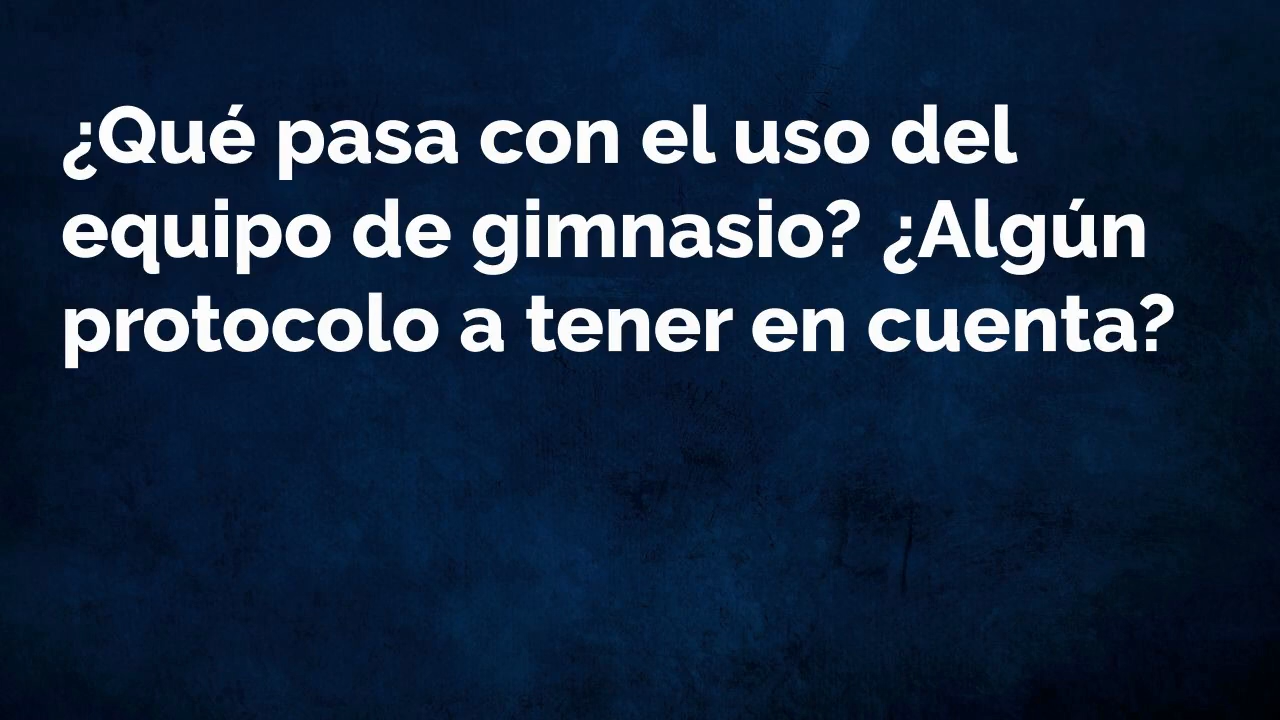 ¿Qué pasa con el uso del
equipo de gimnasio? ¿Algún
protocolo a tener en cuenta?